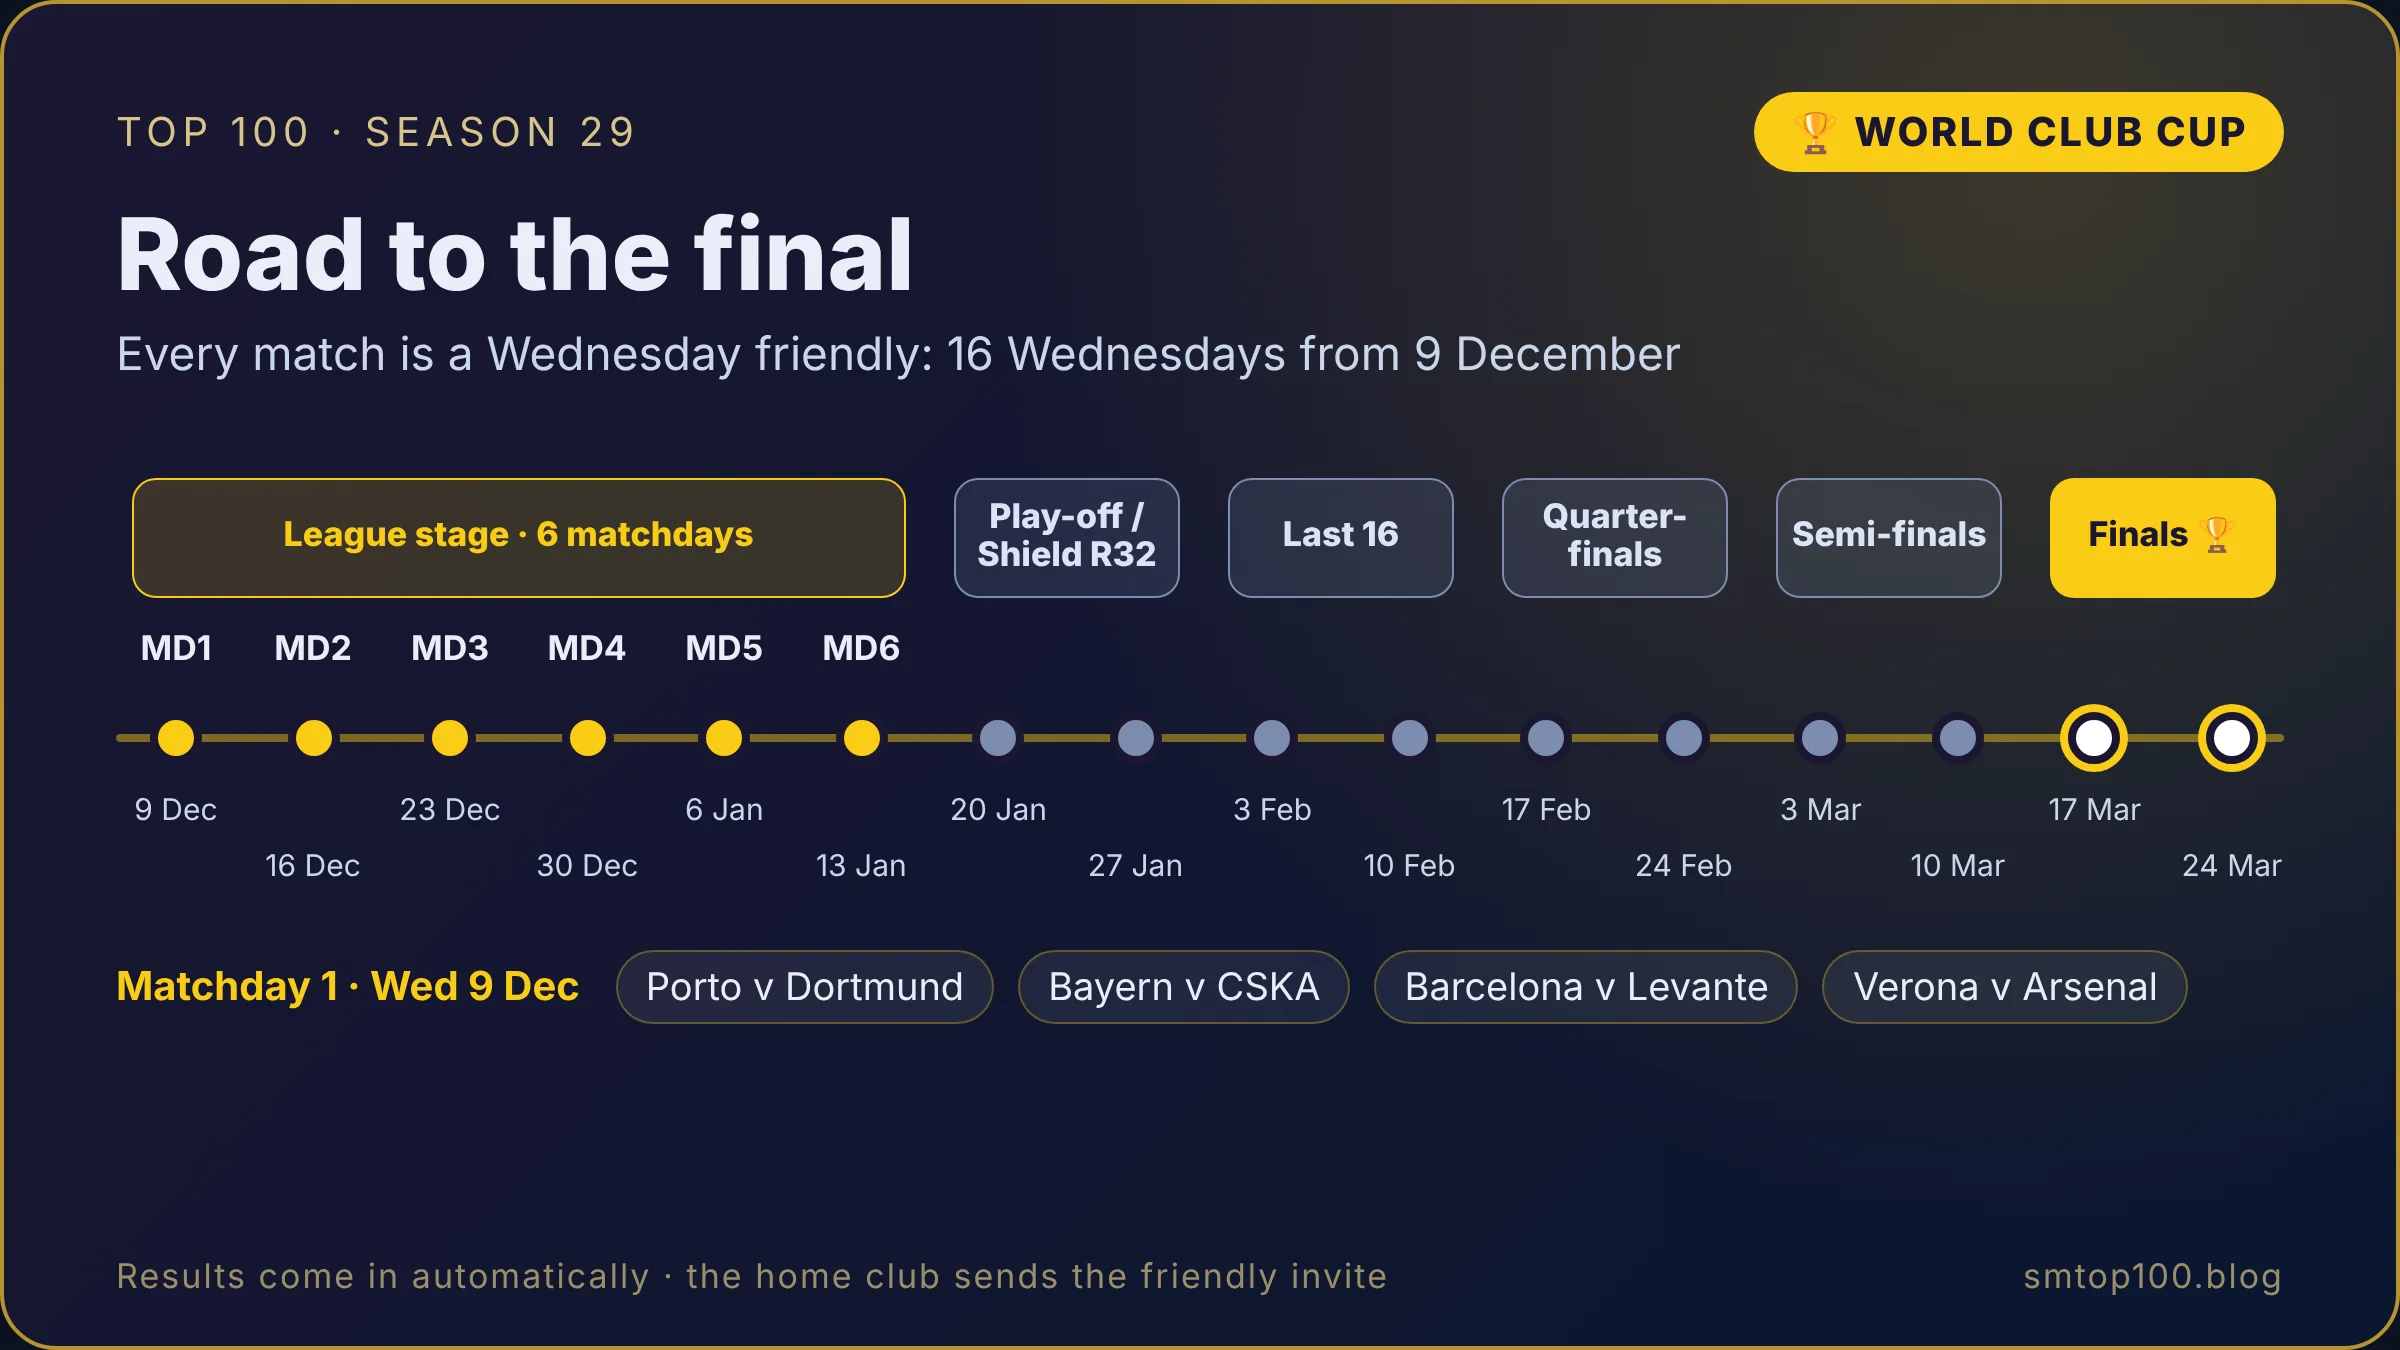 TOP 100 · SEASON 29
🏆 WORLD CLUB CUP
Road to the final
Every match is a Wednesday friendly: 16 Wednesdays from 9 December
League stage · 6 matchdays
Play-off /
Shield R32
Last 16
Quarter-
finals
Semi-finals
Finals 🏆
MD1 MD2 MD3 MD4 MD5 MD6
9 Dec 23 Dec 6 Jan 20 Jan 3 Feb 17 Feb 3 Mar 17 Mar
16 Dec 30 Dec 13 Jan 27 Jan 10 Feb 24 Feb 10 Mar 24 Mar
Matchday 1 · Wed 9 Dec Porto v Dortmund Bayern v CSKA Barcelona v Levante Verona v Arsenal
Results come in automatically · the home club sends the friendly invite
smtop100.blog